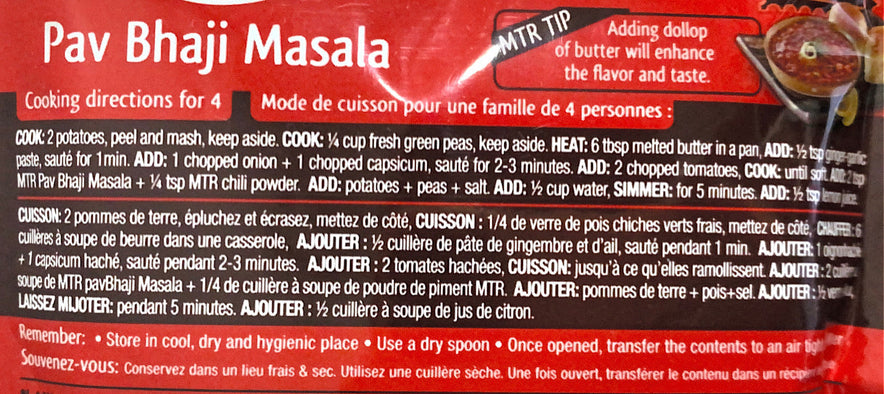 Pav Bhaji Masala
MTR TIP
Adding dollop
of butter will enhance
the flavor and taste.
Cooking directions for 4
Mode de cuisson pour une famille de 4 personnes :
COOK: 2 potatoes, peel and mash, keep aside. COOK: ¼ cup fresh green peas, keep aside. HEAT: 6 tbsp melted butter in a pan, ADD: ½ tsp ginger-garlic
paste, sauté for 1min. ADD: 1 chopped onion + 1 chopped capsicum, sauté for 2-3 minutes. ADD: 2 chopped tomatoes, COOK: until soft. ADD: 2 tsp
MTR Pav Bhaji Masala + ¼ tsp MTR chili powder. ADD: potatoes + peas + salt. ADD: ½ cup water, SIMMER: for 5 minutes. ADD: ½ tsp lemon juice.
CUISSON: 2 pommes de terre, épluchez et écrasez, mettez de côté, CUISSON : 1/4 de verre de pois chiches verts frais, mettez de côté, CHAUFFER: 6
cuillères à soupe de beurre dans une casserole, AJOUTER : ½ cuillère de pâte de gingembre et d'ail, sauté pendant 1 min. AJOUTER: 1
+ 1 capsicum haché, sauté pendant 2-3 minutes. AJOUTER : 2 tomates hachées, CUISSON: jusqu'à ce qu'elles ramollissent. AJOUTER : 2
soupe de MTR pavBhaji Masala + 1/4 de cuillère à soupe de poudre de piment MTR. AJOUTER: pommes de terre + pois+sel. AJOUTER : ½
LAISSEZ MIJOTER: pendant 5 minutes. AJOUTER : ½ cuillère à soupe de jus de citron.
Remember: • Store in cool, dry and hygienic place • Use a dry spoon • Once opened, transfer the contents to an air
Souvenez-vous: Conservez dans un lieu frais & sec. Utilisez une cuillère sèche. Une fois ouvert, transférer le contenu dans un